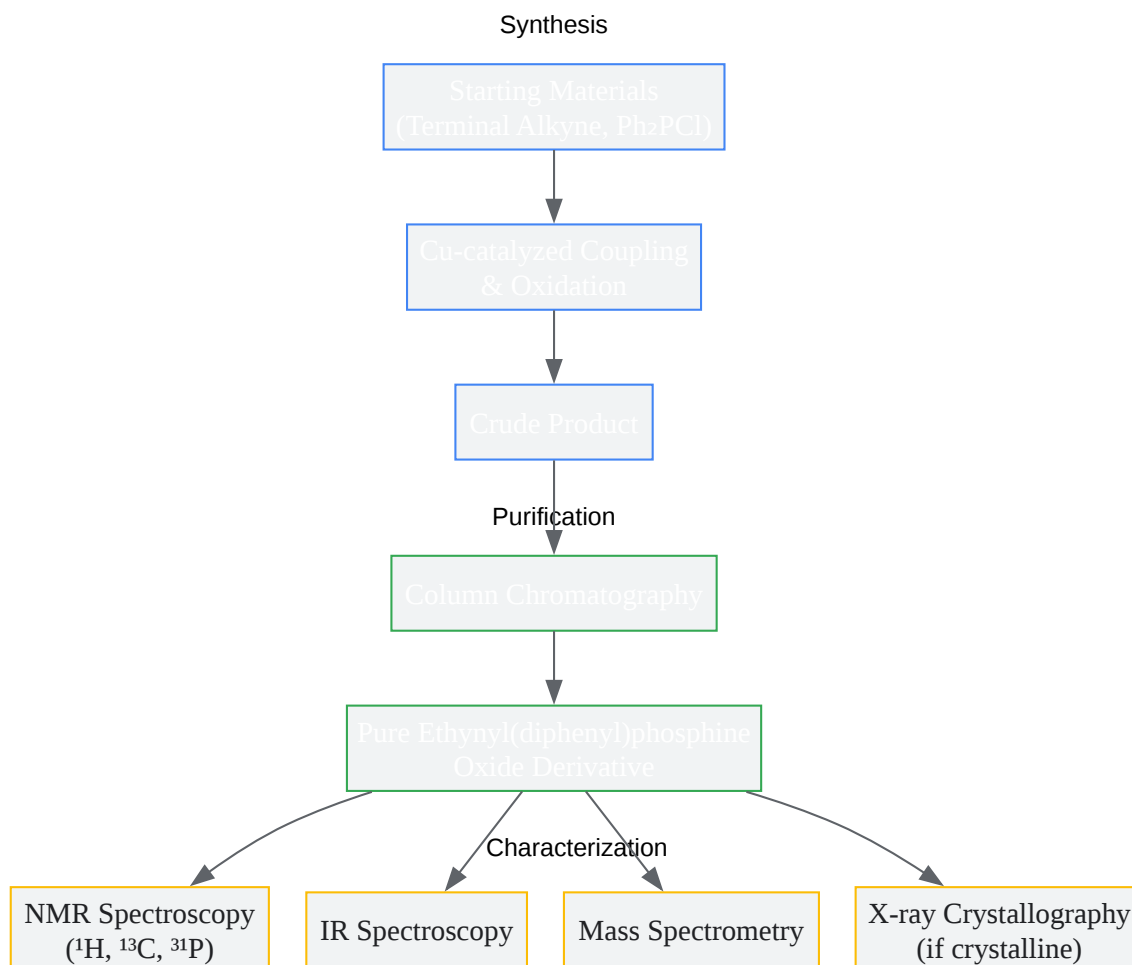 Synthesis
Starting Materials
(Terminal Alkyne, Ph₂PCl)
Cu-catalyzed Coupling
& Oxidation
Crude Product
Purification
Column Chromatography
Pure Ethynyl(diphenyl)phosphine
Oxide Derivative
Characterization
NMR Spectroscopy
(¹H, ¹³C, ³¹P)
IR Spectroscopy
Mass Spectrometry
X-ray Crystallography
(if crystalline)